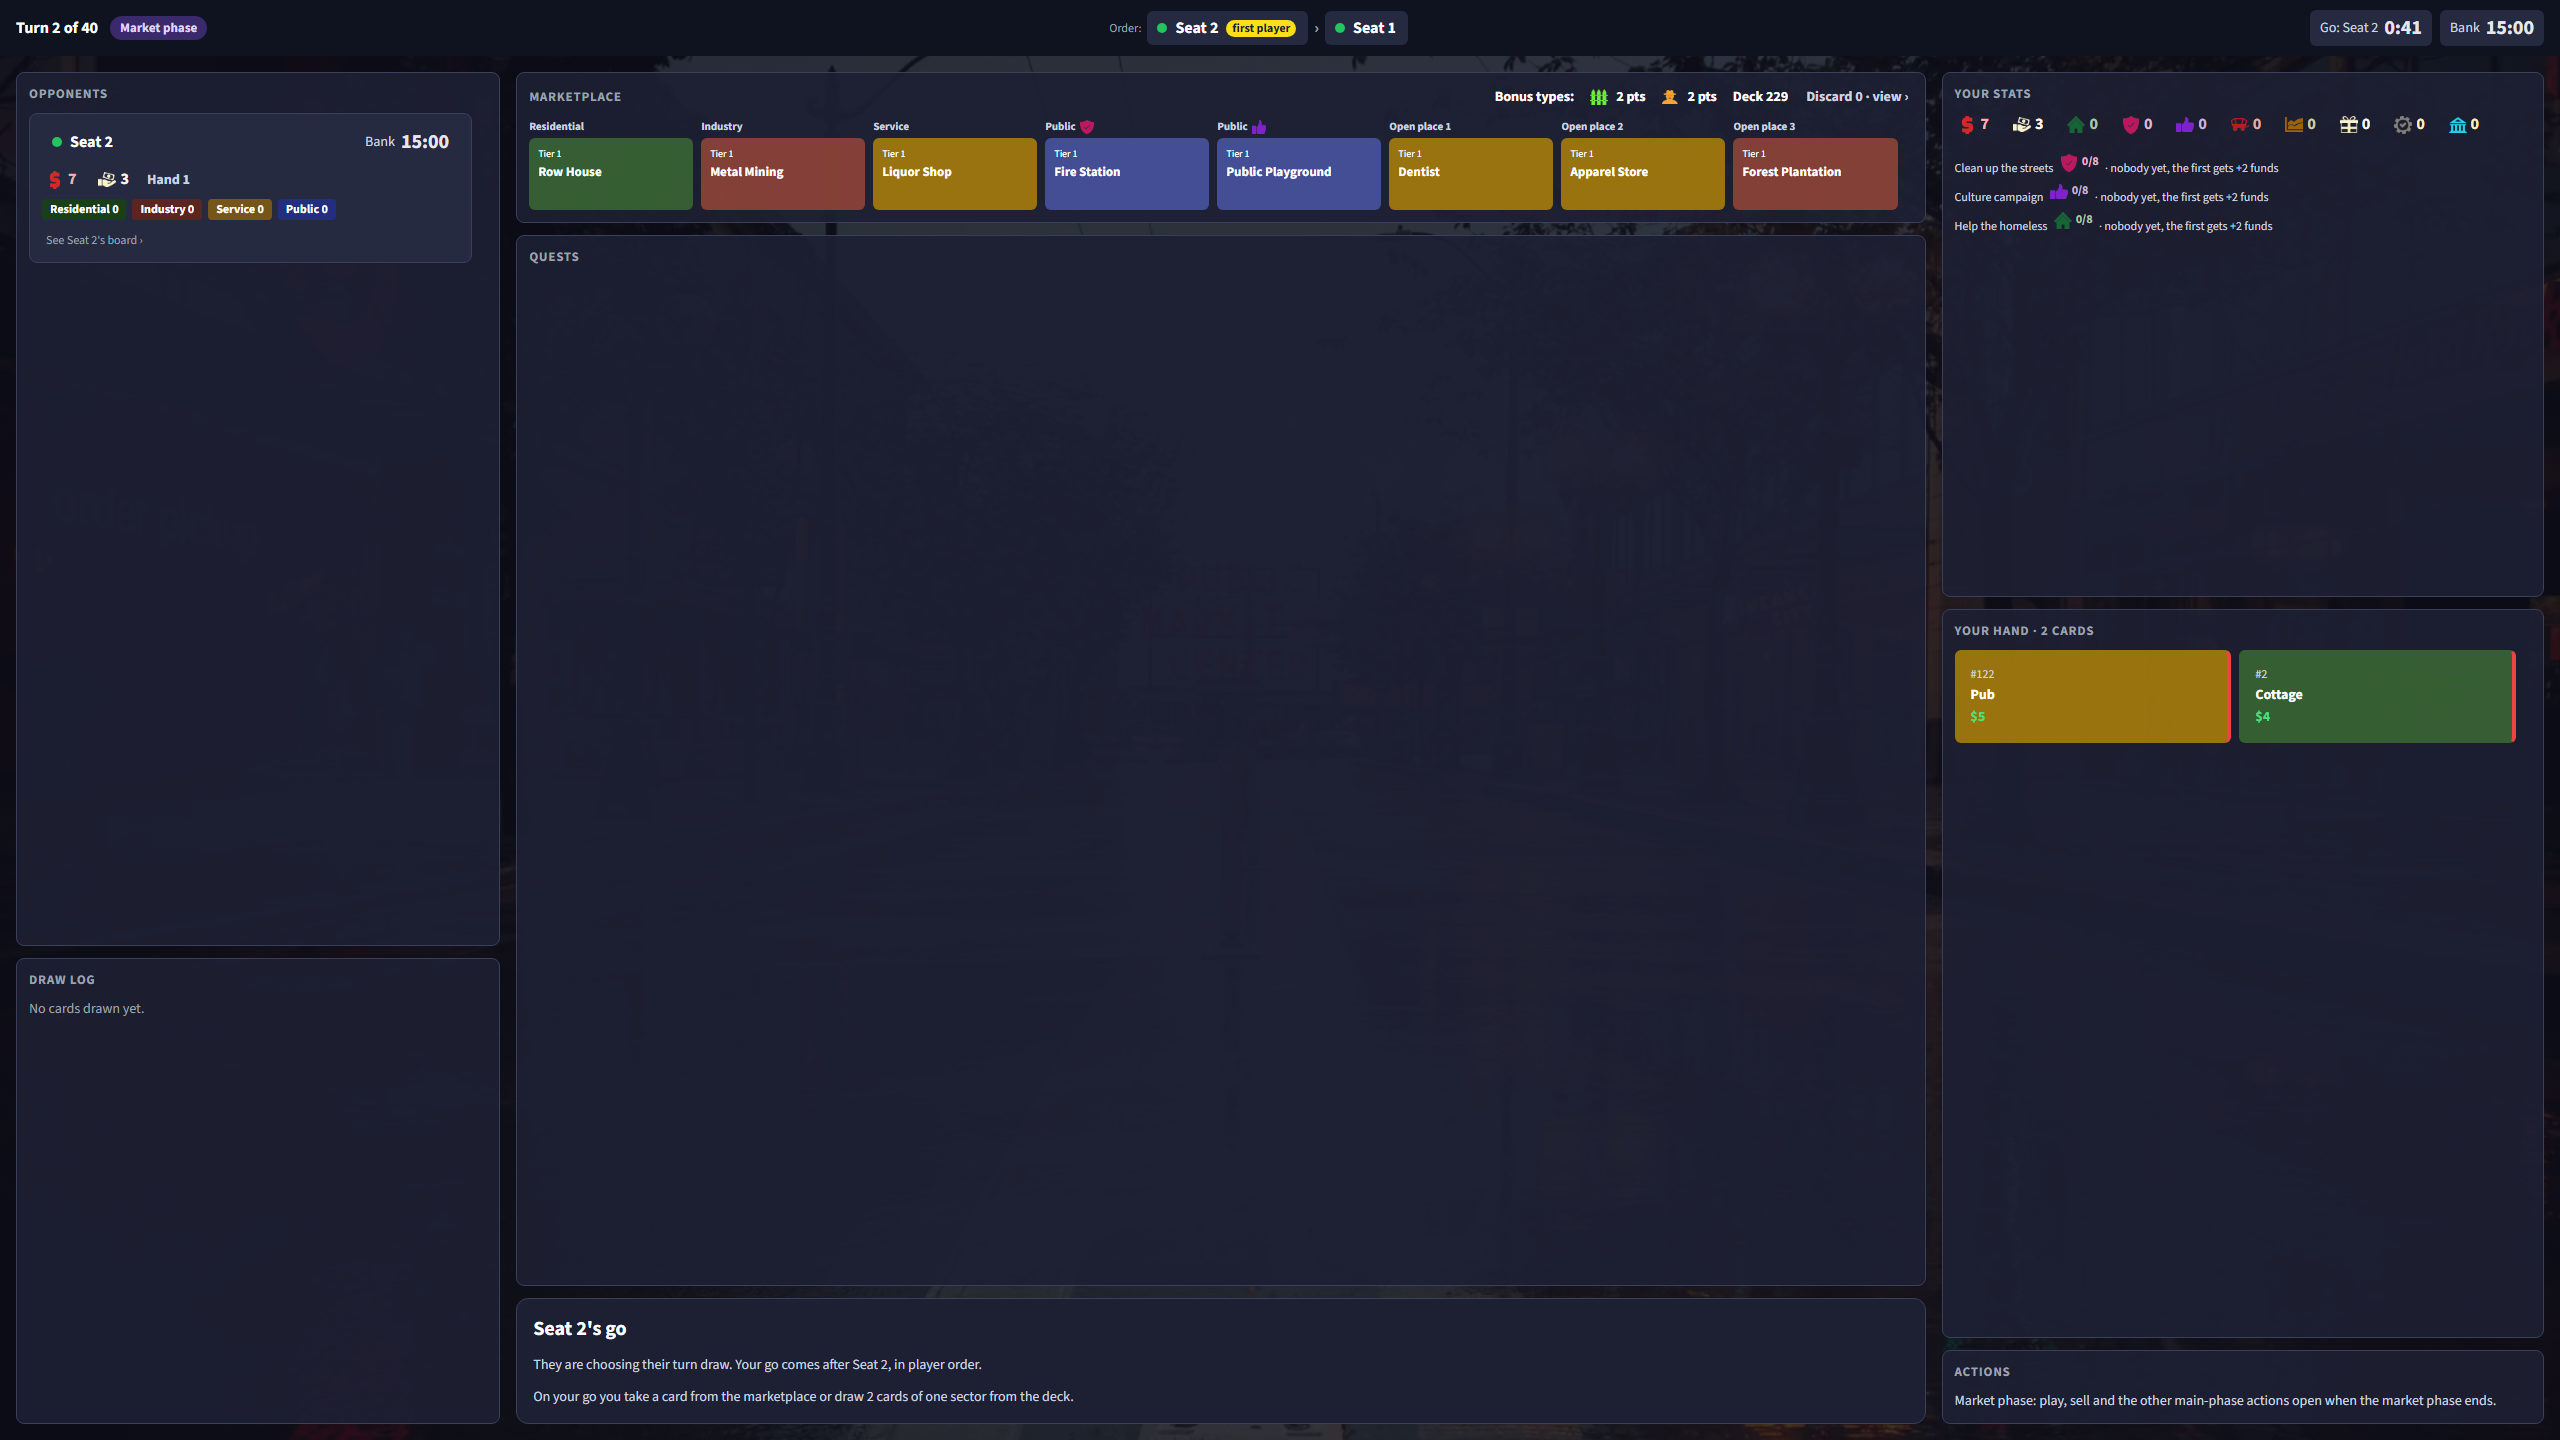 Turn 2 of 40 Market phase
Order: Seat 2 first player › Seat 1
Go: Seat 2 0:41 Bank 15:00
OPPONENTS
Seat 2 Bank 15:00
7 3 Hand 1
Residential 0 Industry 0 Service 0 Public 0
See Seat 2's board ›
DRAW LOG
No cards drawn yet.
MARKETPLACE Bonus types: 2 pts 2 pts Deck 229 Discard 0 · view ›
Residential Industry Service Public Public Open place 1 Open place 2 Open place 3
Tier 1 Tier 1 Tier 1 Tier 1 Tier 1 Tier 1 Tier 1 Tier 1
Row House Metal Mining Liquor Shop Fire Station Public Playground Dentist Apparel Store Forest Plantation
QUESTS
Seat 2's go
They are choosing their turn draw. Your go comes after Seat 2, in player order.
On your go you take a card from the marketplace or draw 2 cards of one sector from the deck.
YOUR STATS
7 3 0 0 0 0 0 0 0 0
Clean up the streets 0/8 · nobody yet, the first gets +2 funds
Culture campaign 0/8 · nobody yet, the first gets +2 funds
Help the homeless 0/8 · nobody yet, the first gets +2 funds
YOUR HAND · 2 CARDS
#122 #2
Pub Cottage
$5 $4
ACTIONS
Market phase: play, sell and the other main-phase actions open when the market phase ends.